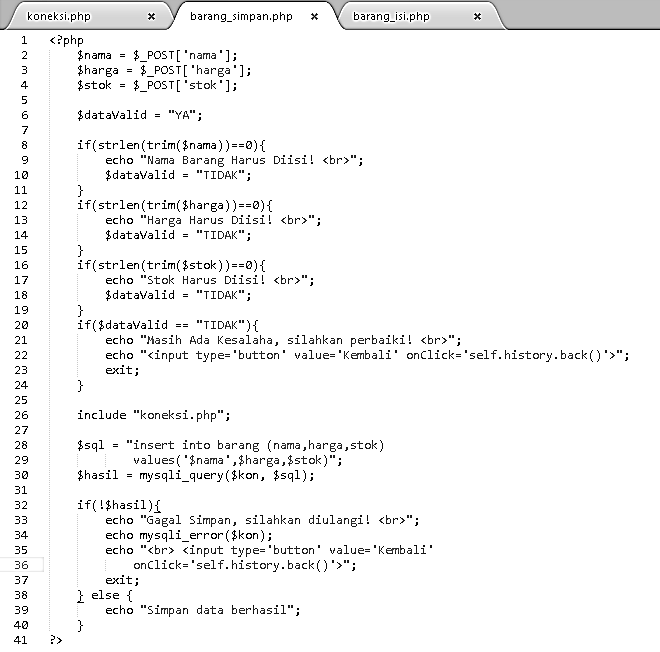 koneksi.php × barang_simpan.php × barang_isi.php ×
1 <?php
2     $nama = $_POST['nama'];
3     $harga = $_POST['harga'];
4     $stok = $_POST['stok'];
5
6     $dataValid = "YA";
7
8     if(strlen(trim($nama))==0){
9         echo "Nama Barang Harus Diisi! <br>";
10         $dataValid = "TIDAK";
11     }
12     if(strlen(trim($harga))==0){
13         echo "Harga Harus Diisi! <br>";
14         $dataValid = "TIDAK";
15     }
16     if(strlen(trim($stok))==0){
17         echo "Stok Harus Diisi! <br>";
18         $dataValid = "TIDAK";
19     }
20     if($dataValid == "TIDAK"){
21         echo "Masih Ada Kesalaha, silahkan perbaiki! <br>";
22         echo "<input type='button' value='Kembali' onClick='self.history.back()'>";
23         exit;
24     }
25
26     include "koneksi.php";
27
28     $sql = "insert into barang (nama,harga,stok)
29             values('$nama',$harga,$stok)";
30     $hasil = mysqli_query($kon, $sql);
31
32     if(!$hasil){
33         echo "Gagal Simpan, silahkan diulangi! <br>";
34         echo mysqli_error($kon);
35         echo "<br> <input type='button' value='Kembali'
36             onClick='self.history.back()'>";
37         exit;
38     } else {
39         echo "Simpan data berhasil";
40     }
41 ?>